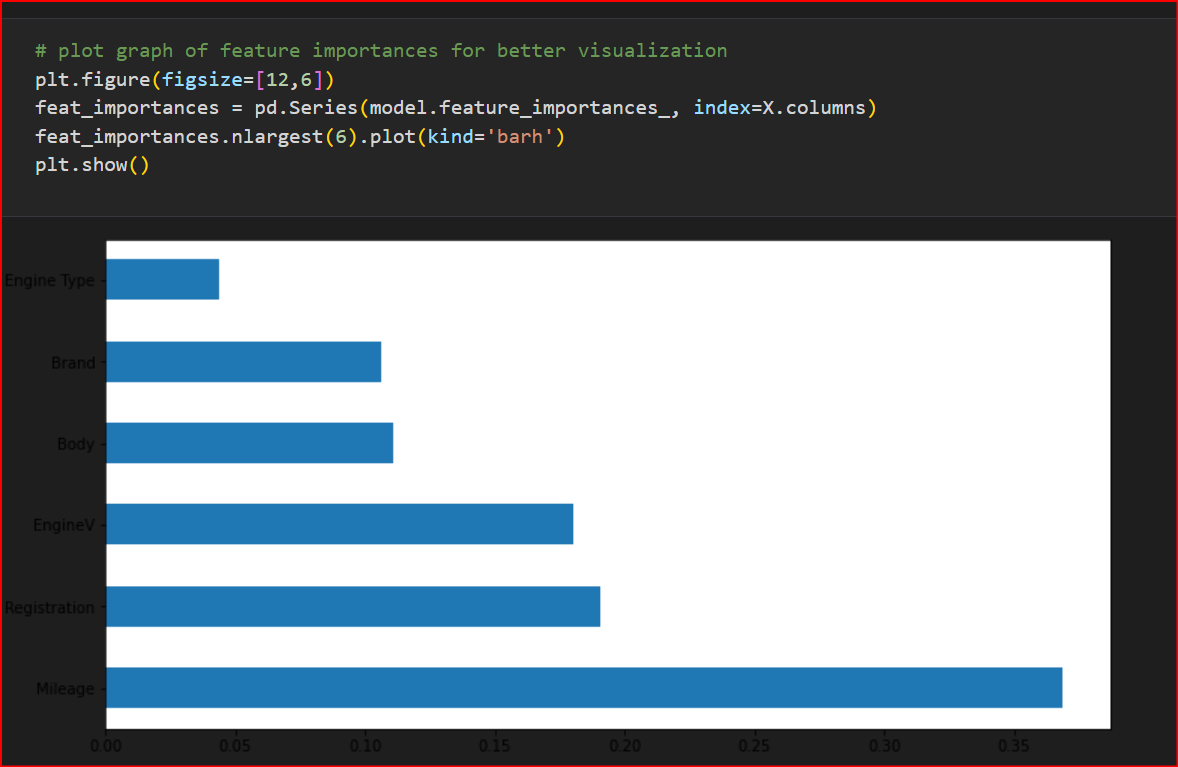 # plot graph of feature importances for better visualization
plt.figure(figsize=[12,6])
feat_importances = pd.Series(model.feature_importances_, index=X.columns)
feat_importances.nlargest(6).plot(kind='barh')
plt.show()
Engine Type
Brand
Body
EngineV
Registration
Mileage
0.00 0.05 0.10 0.15 0.20 0.25 0.30 0.35